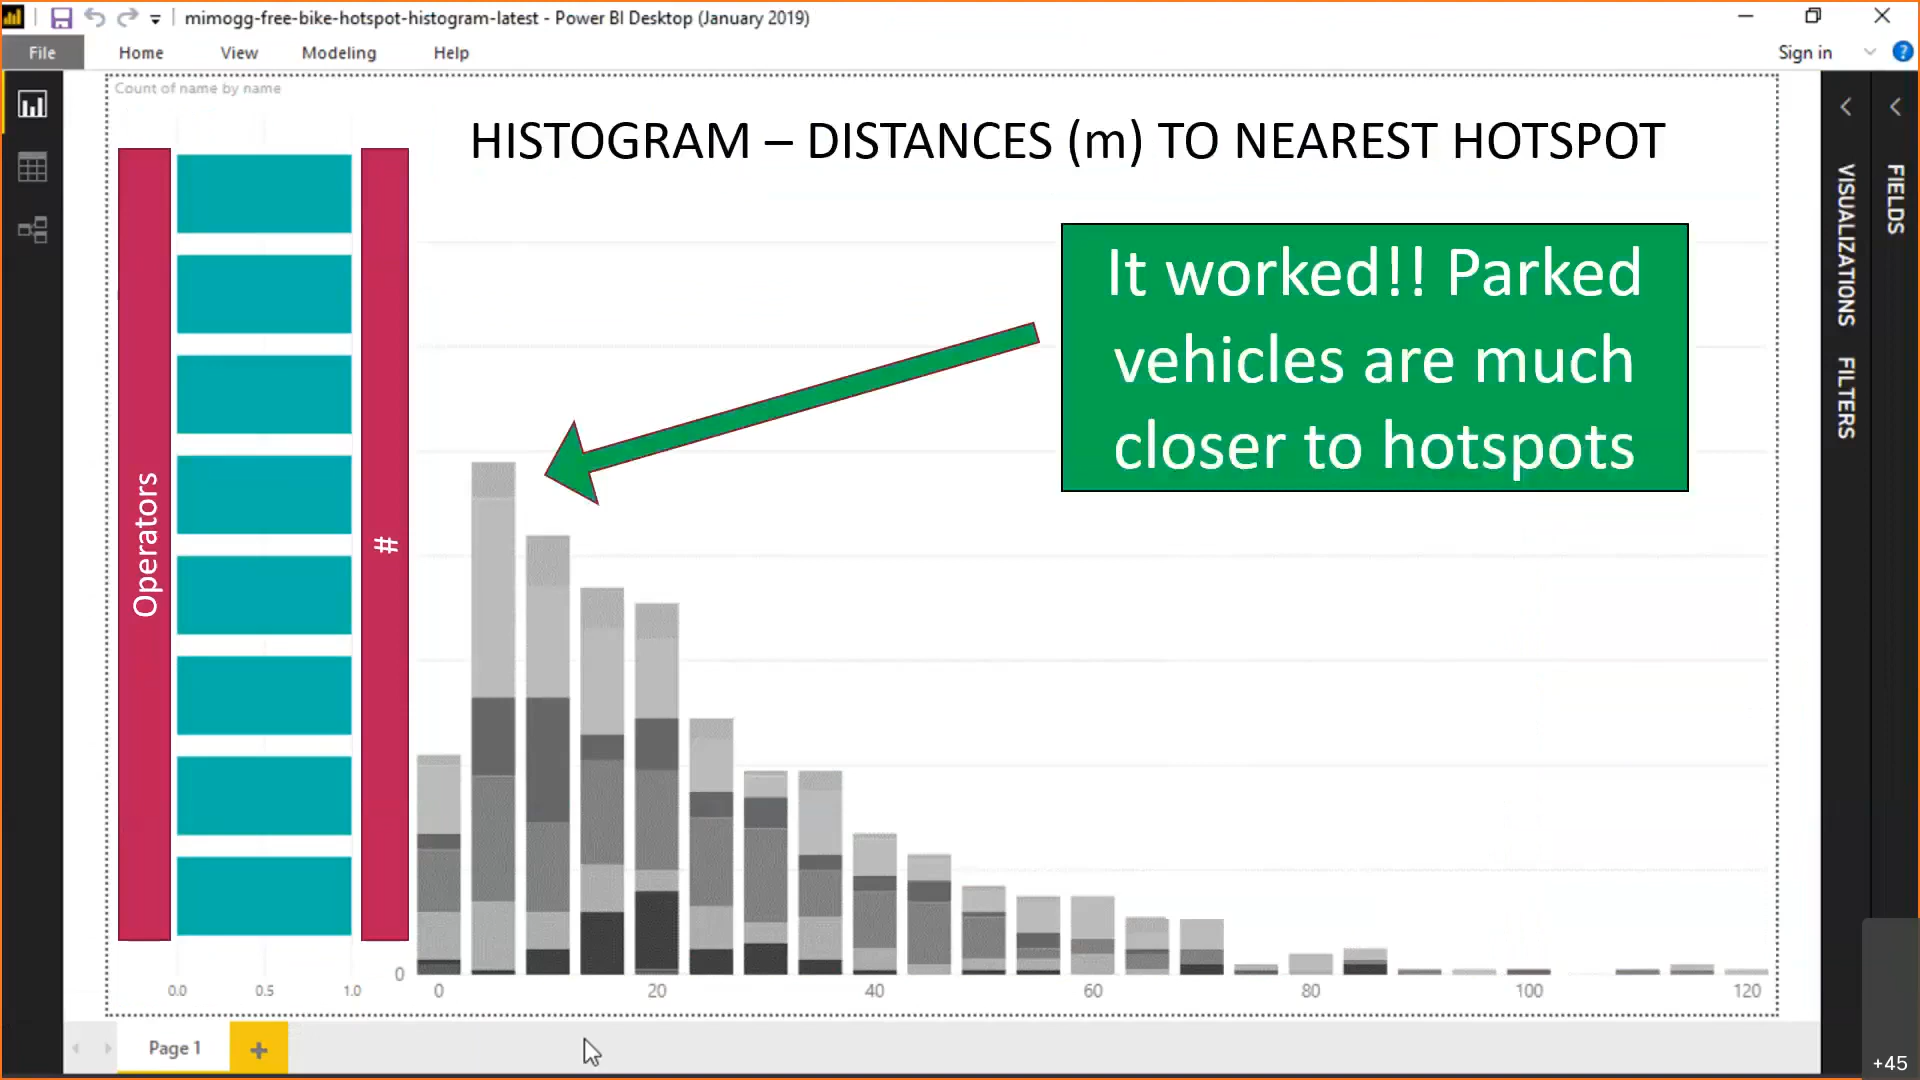 mimogg-free-bike-hotspot-histogram-latest - Power BI Desktop (January 2019)
File Home View Modeling Help
Sign in
?
Count of name by name
HISTOGRAM – DISTANCES (m) TO NEAREST HOTSPOT
It worked!! Parked
vehicles are much
closer to hotspots
Operators
#
VISUALIZATIONS
FILTERS
FIELDS
0
0.0 0.5 1.0
0 20 40 60 80 100 120
Page 1
+45